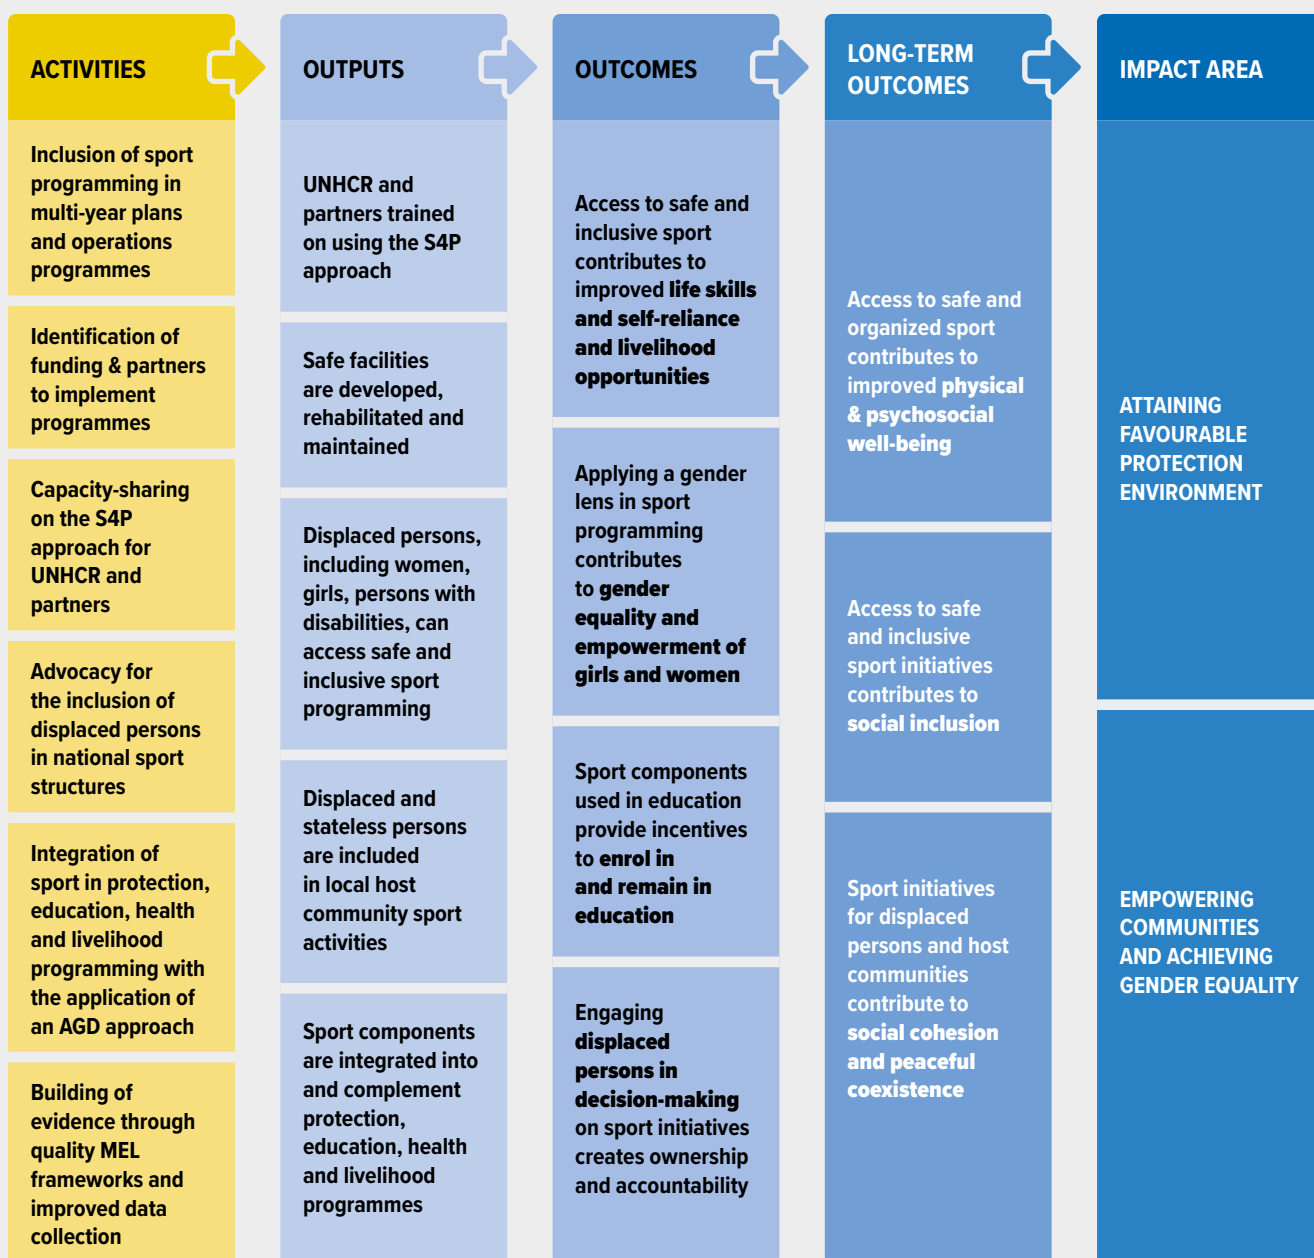 ACTIVITIES
Inclusion of sport
programming in
multi-year plans
and operations
programmes
Identification of
funding & partners
to implement
programmes
Capacity-sharing
on the S4P
approach for
UNHCR and
partners
Advocacy for
the inclusion of
displaced persons
in national sport
structures
Integration of
sport in protection,
education, health
and livelihood
programming with
the application of
an AGD approach
Building of
evidence through
quality MEL
frameworks and
improved data
collection
OUTPUTS
UNHCR and
partners trained
on using the S4P
approach
Safe facilities
are developed,
rehabilitated and
maintained
Displaced persons,
including women,
girls, persons with
disabilities, can
access safe and
inclusive sport
programming
Displaced and
stateless persons
are included
in local host
community sport
activities
Sport components
are integrated into
and complement
protection,
education, health
and livelihood
programmes
OUTCOMES
Access to safe and
inclusive sport
contributes to
improved life skills
and self-reliance
and livelihood
opportunities
Applying a gender
lens in sport
programming
contributes
to gender
equality and
empowerment of
girls and women
Sport components
used in education
provide incentives
to enrol in
and remain in
education
Engaging
displaced
persons in
decision-making
on sport initiatives
creates ownership
and accountability
LONG-TERM
OUTCOMES
Access to safe and
organized sport
contributes to
improved physical
& psychosocial
well-being
Access to safe
and inclusive
sport initiatives
contributes to
social inclusion
Sport initiatives
for displaced
persons and host
communities
contribute to
social cohesion
and peaceful
coexistence
IMPACT AREA
ATTAINING
FAVOURABLE
PROTECTION
ENVIRONMENT
EMPOWERING
COMMUNITIES
AND ACHIEVING
GENDER EQUALITY